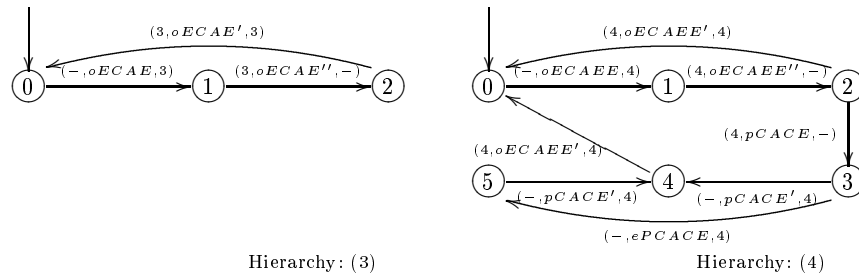 (3,oECAE′,3)
(−,oECAE,3) (3,oECAE′′,−)
0 1 2
Hierarchy: (3)
(4,oECAEE′,4)
(−,oECAEE,4) (4,oECAEE′′,−)
0 1 2
(4,pCACE,−)
(4,oECAEE′,4)
5 4 3
(−,pCACE′,4) (−,pCACE′,4)
(−,ePCACE,4)
Hierarchy: (4)